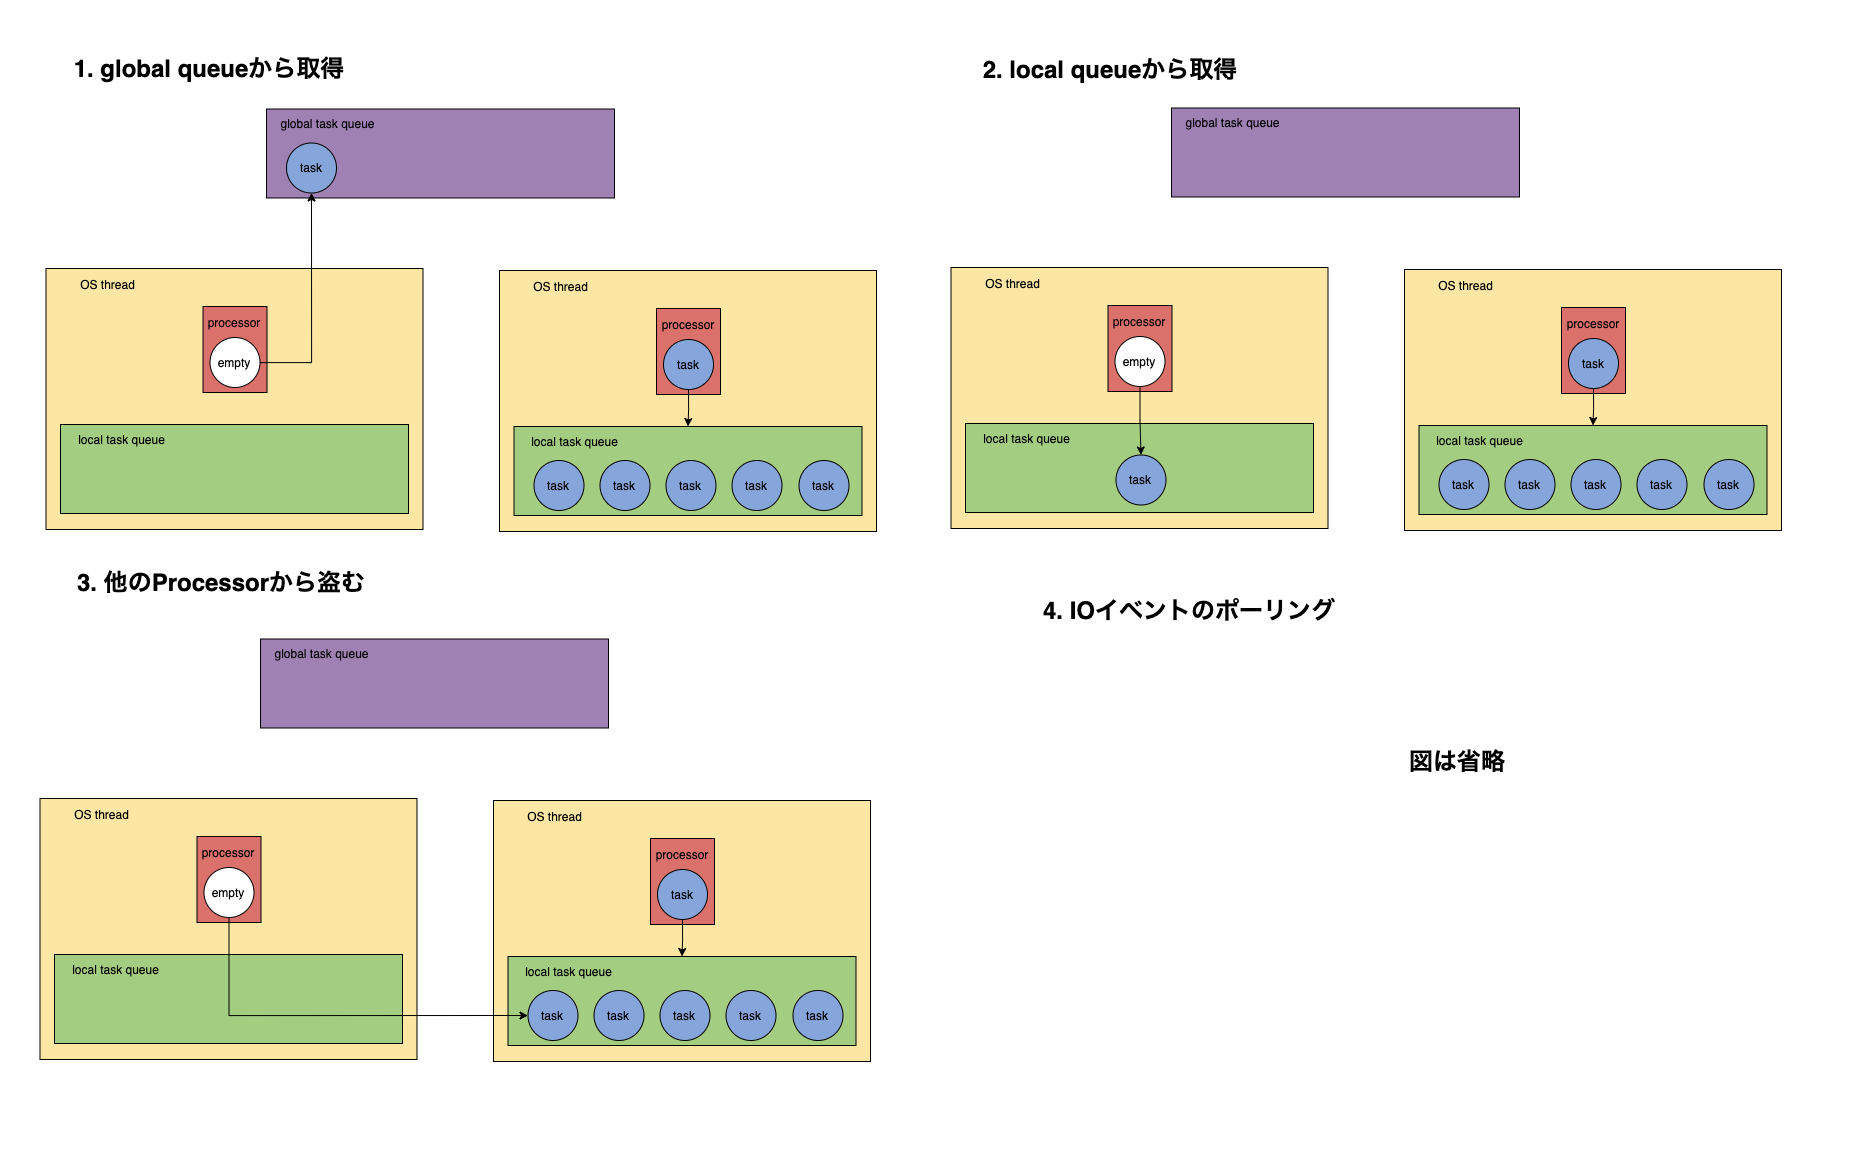 1. global queueから取得
global task queue
task
OS thread
processor
empty
local task queue
OS thread
processor
task
local task queue
task task task task task
2. local queueから取得
global task queue
OS thread
processor
empty
local task queue
task
OS thread
processor
task
local task queue
task task task task task
3. 他のProcessorから盗む
global task queue
OS thread
processor
empty
local task queue
OS thread
processor
task
local task queue
task task task task task
4. IOイベントのポーリング
図は省略